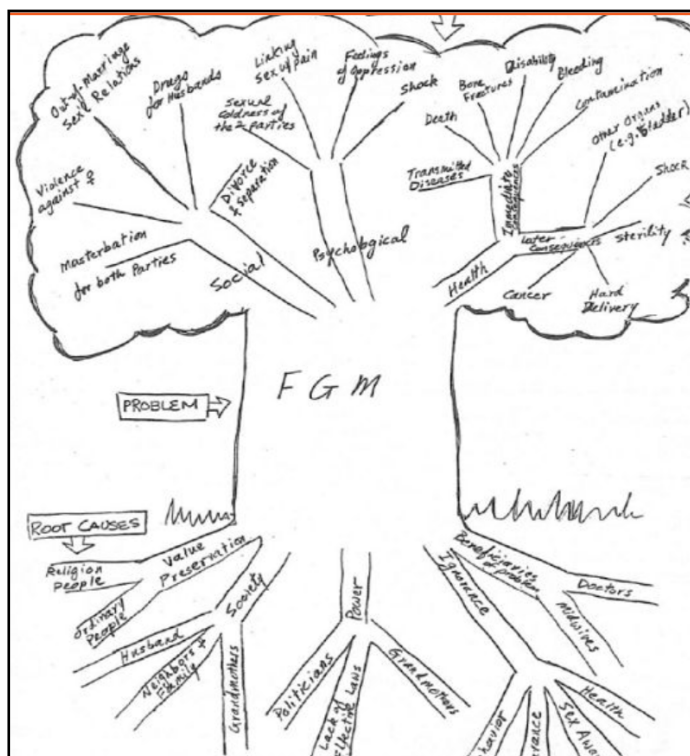 Out-of-Marriage
Sexual Relations
Drugs
for Husbands
Linking
Sex w/ Pain
Feelings
of oppression
Shock
Sexual
Coldness of
the 2 parties
Violence
against ♀
Divorce
& Separation
Masterbation
for both Parties
Social
Psychological
Death
Bone
Fractures
Disability
Bleeding
Contamination
Transmitted
Diseases
Immediate
Other Organs
(e.g. Bladder)
Shock
Sterility
Later
Consequences
Hard
Delivery
Cancer
Health
FGM
PROBLEM
ROOT CAUSES
Religion
People
Value
Preservation
Ordinary
People
Society
Husband
Neighbors &
Family
Grandmothers
Power
Politicians
Lack of
Laws
Grandmothers
Beneficiaries
of problem
Doctors
Midwives
Ignorance
Health
Sex